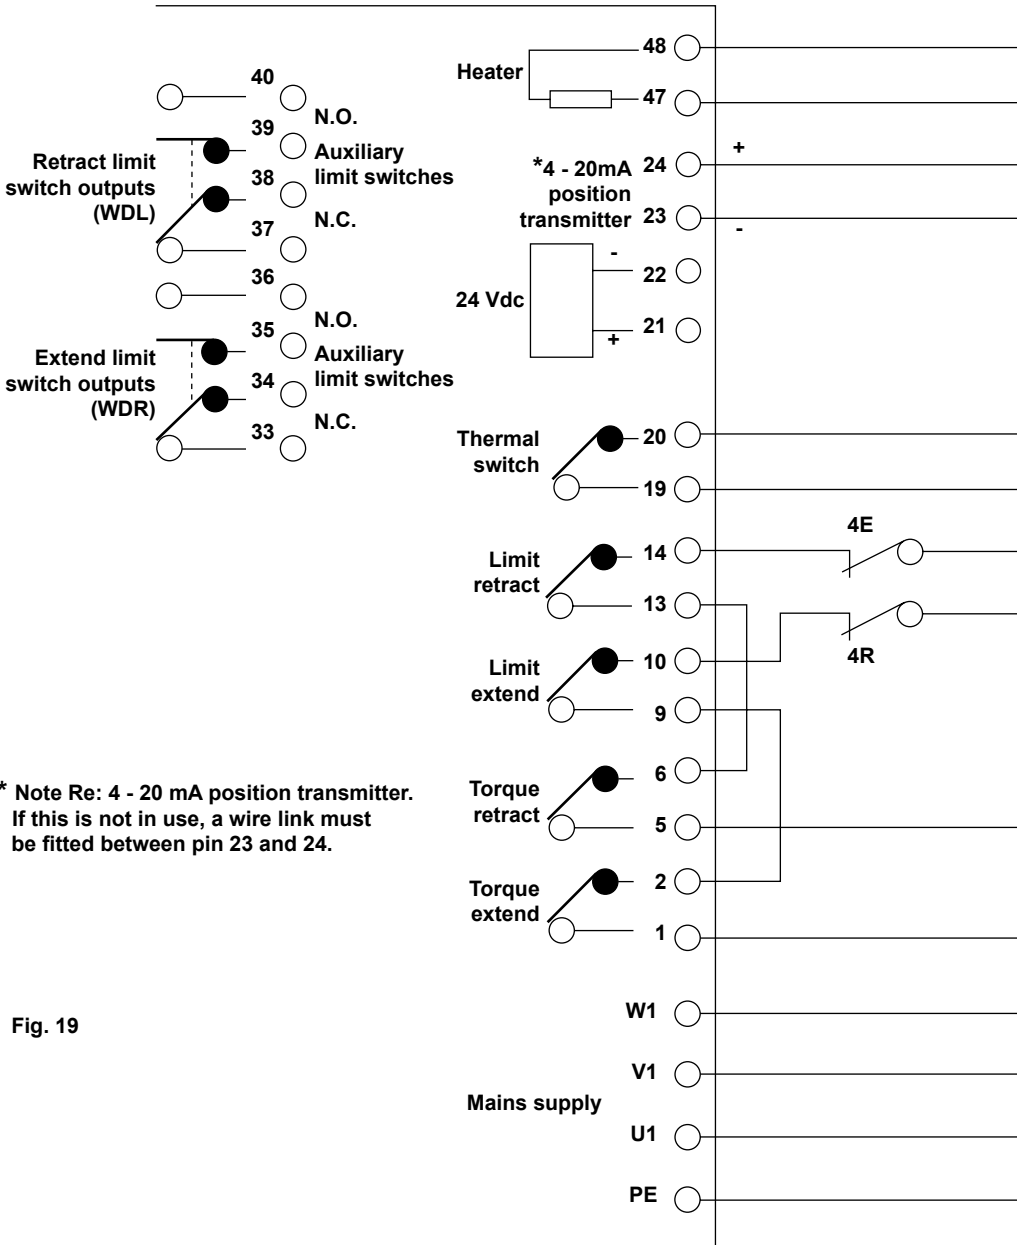 Heater
48
47
40
N.O.
39
Auxiliary
limit switches
38
N.C.
37
Retract limit
switch outputs
(WDL)
*4 - 20mA
position
transmitter
24
+
23
-
36
N.O.
35
Auxiliary
limit switches
34
N.C.
33
Extend limit
switch outputs
(WDR)
24 Vdc
-
22
+
21
Thermal
switch
20
19
Limit
retract
14
13
4E
Limit
extend
10
9
4R
Torque
retract
6
5
Torque
extend
2
1
* Note Re: 4 - 20 mA position transmitter.
If this is not in use, a wire link must
be fitted between pin 23 and 24.
Fig. 19
Mains supply
W1
V1
U1
PE